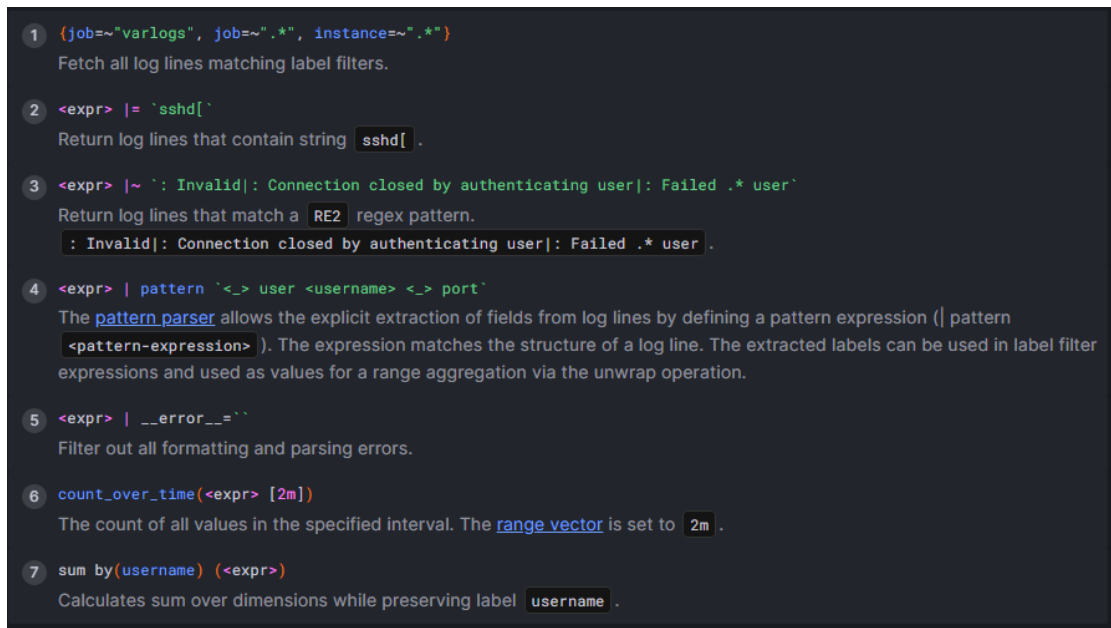 1 {job=~"varlogs", job=~".*", instance=~".*"}
Fetch all log lines matching label filters.
2 <expr> |= `sshd[`
Return log lines that contain string sshd[ .
3 <expr> |~ `: Invalid|: Connection closed by authenticating user|: Failed .* user`
Return log lines that match a RE2 regex pattern.
: Invalid|: Connection closed by authenticating user|: Failed .* user .
4 <expr> | pattern `<_> user <username> <_> port`
The pattern parser allows the explicit extraction of fields from log lines by defining a pattern expression (| pattern
<pattern-expression> ). The expression matches the structure of a log line. The extracted labels can be used in label filter
expressions and used as values for a range aggregation via the unwrap operation.
5 <expr> | __error__=``
Filter out all formatting and parsing errors.
6 count_over_time(<expr> [2m])
The count of all values in the specified interval. The range vector is set to 2m .
7 sum by(username) (<expr>)
Calculates sum over dimensions while preserving label username .